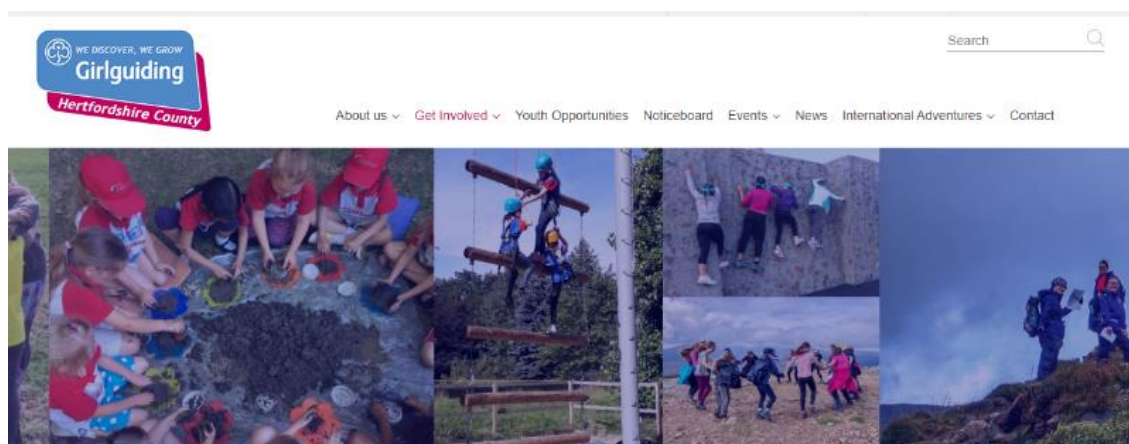 WE DISCOVER, WE GROW
Girlguiding
Hertfordshire County
Search
About us Get Involved Youth Opportunities Noticeboard Events News International Adventures Contact